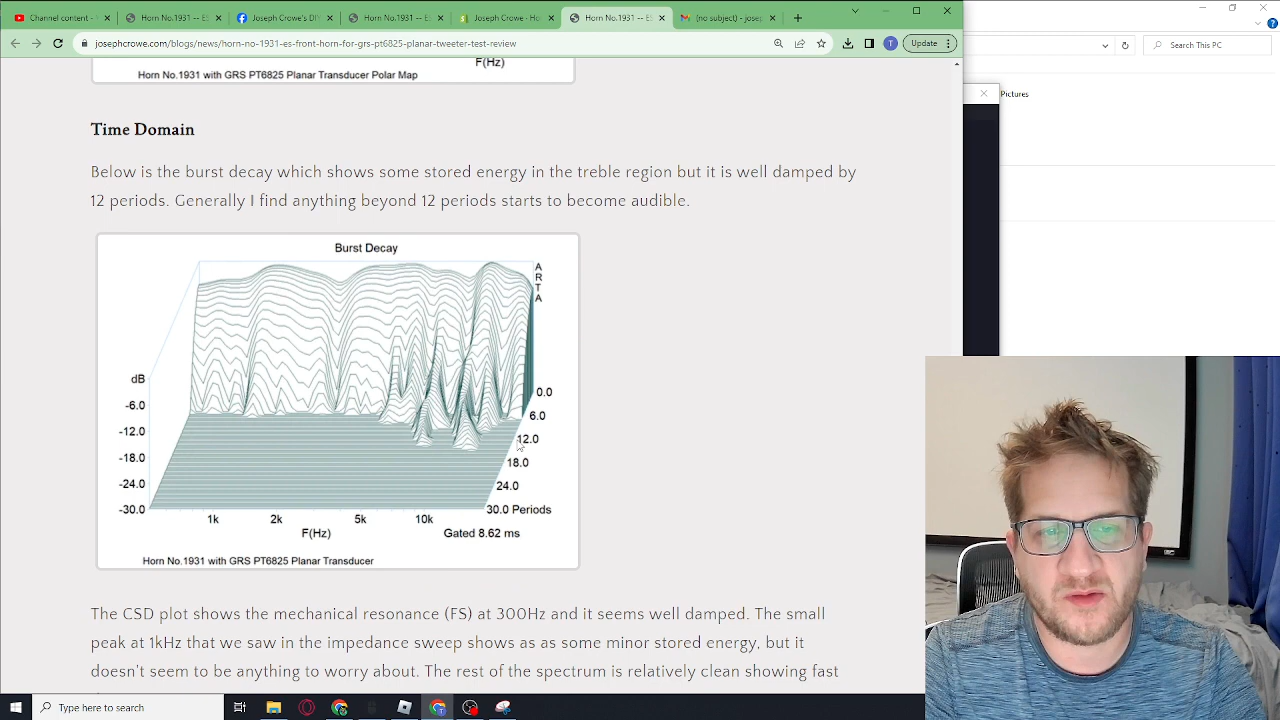 Channel content - 
Horn No.1931 -- ES
Joseph Crowe's DIY
Horn No.1931 -- ES
Joseph Crowe - Ho
Horn No.1931 -- ES
(no subject) - josep
josephcrowe.com/blogs/news/horn-no-1931-es-front-horn-for-grs-pt6825-planar-tweeter-test-review
T
Update
Search This PC
Pictures
F(Hz)
Horn No.1931 with GRS PT6825 Planar Transducer Polar Map
Time Domain
Below is the burst decay which shows some stored energy in the treble region but it is well damped by
12 periods. Generally I find anything beyond 12 periods starts to become audible.
Burst Decay
A
R
T
A
dB
0.0
-6.0
6.0
-12.0
12.0
-18.0
18.0
-24.0
24.0
-30.0
30.0 Periods
1k
2k
5k
10k
F(Hz)
Gated 8.62 ms
Horn No.1931 with GRS PT6825 Planar Transducer
The CSD plot shows the mechanical resonance (FS) at 300Hz and it seems well damped. The small
peak at 1kHz that we saw in the impedance sweep shows as as some minor stored energy, but it
doesn't seem to be anything to worry about. The rest of the spectrum is relatively clean showing fast
Type here to search